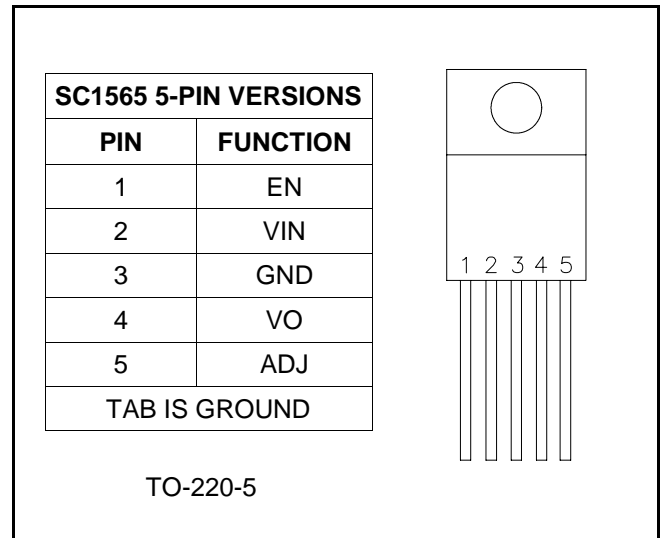 SC1565 5-PIN VERSIONS
PIN FUNCTION
1 EN
2 VIN
3 GND
4 VO
5 ADJ
TAB IS GROUND
TO-220-5
1 2 3 4 5